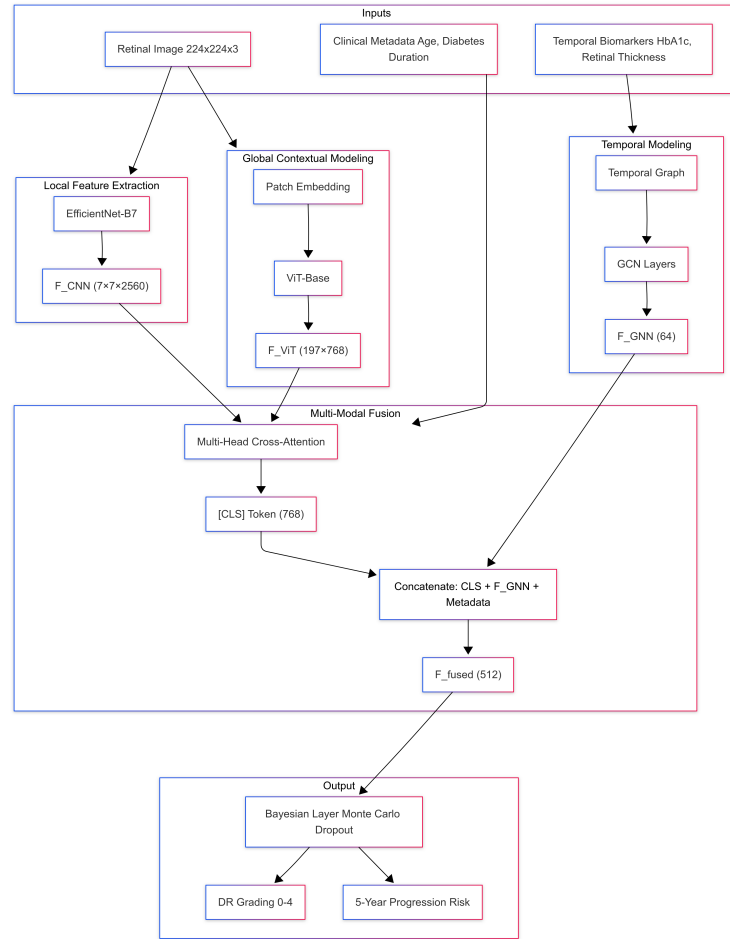 Inputs
Retinal Image 224x224x3
Clinical Metadata Age, Diabetes
Duration
Temporal Biomarkers HbA1c,
Retinal Thickness
Local Feature Extraction
EfficientNet-B7
F_CNN (7×7×2560)
Global Contextual Modeling
Patch Embedding
ViT-Base
F_ViT (197×768)
Temporal Modeling
Temporal Graph
GCN Layers
F_GNN (64)
Multi-Modal Fusion
Multi-Head Cross-Attention
[CLS] Token (768)
Concatenate: CLS + F_GNN +
Metadata
F_fused (512)
Output
Bayesian Layer Monte Carlo
Dropout
DR Grading 0-4
5-Year Progression Risk